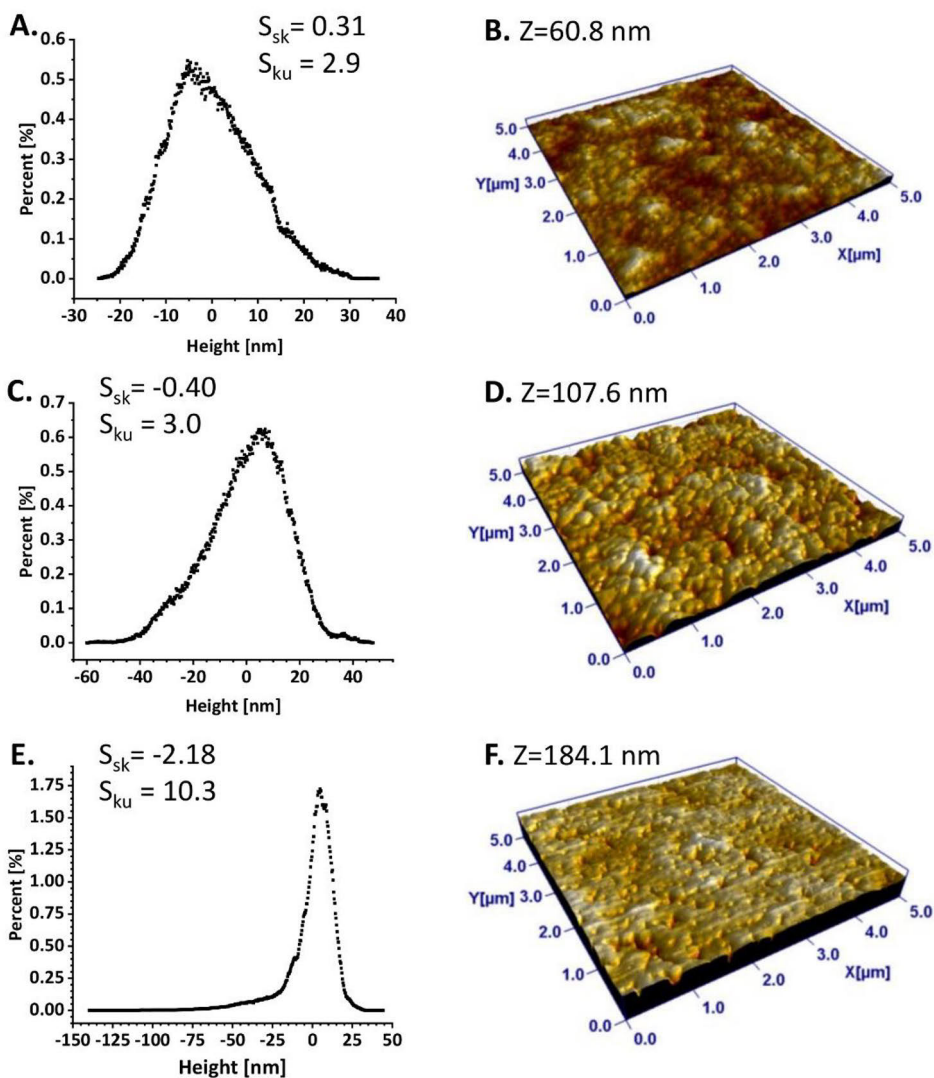 A.
S_sk= 0.31
S_ku = 2.9
Percent [%]
0.6
0.5
0.4
0.3
0.2
0.1
0.0
-30 -20 -10 0 10 20 30 40
Height [nm]
B. Z=60.8 nm
5.0
4.0
Y[µm] 3.0
2.0
1.0
0.0
0.0
1.0
2.0
3.0
4.0
5.0
X[µm]
C.
S_sk= -0.40
S_ku = 3.0
Percent [%]
0.7
0.6
0.5
0.4
0.3
0.2
0.1
0.0
-60 -40 -20 0 20 40
Height [nm]
D. Z=107.6 nm
5.0
4.0
Y[µm] 3.0
2.0
1.0
0.0
0.0
1.0
2.0
3.0
4.0
5.0
X[µm]
E.
S_sk= -2.18
S_ku = 10.3
Percent [%]
1.75
1.50
1.25
1.00
0.75
0.50
0.25
0.00
-150 -125 -100 -75 -50 -25 0 25 50
Height [nm]
F. Z=184.1 nm
5.0
4.0
Y[µm] 3.0
2.0
1.0
0.0
0.0
1.0
2.0
3.0
4.0
5.0
X[µm]